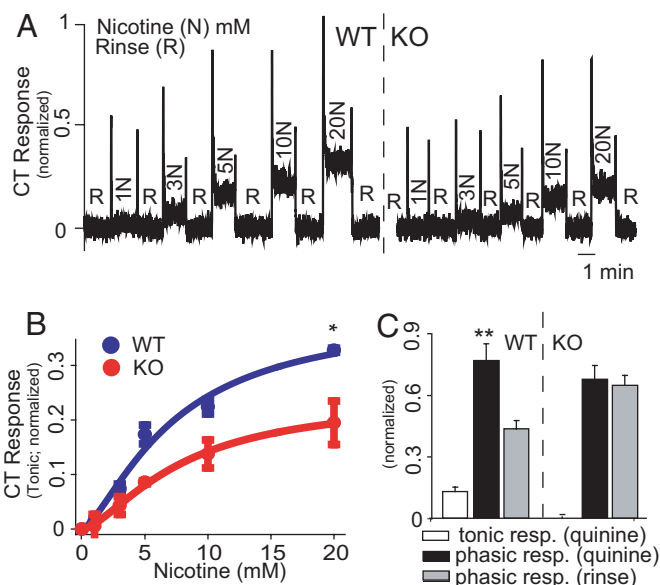 A
Nicotine (N) mM
Rinse (R)
WT KO
CT Response
(normalized)
1
0.5
0
R 1N R 3N R 5N R 10N R 20N R
R 1N R 3N R 5N R 10N R 20N R
1 min
B
WT
KO
CT Response
(Tonic; normalized)
0.3
0.2
0.1
0
*
0 5 10 15 20
Nicotine (mM)
C
** WT KO
(normalized)
0.9
0.6
0.3
0
tonic resp. (quinine)
phasic resp. (quinine)
phasic resp. (rinse)